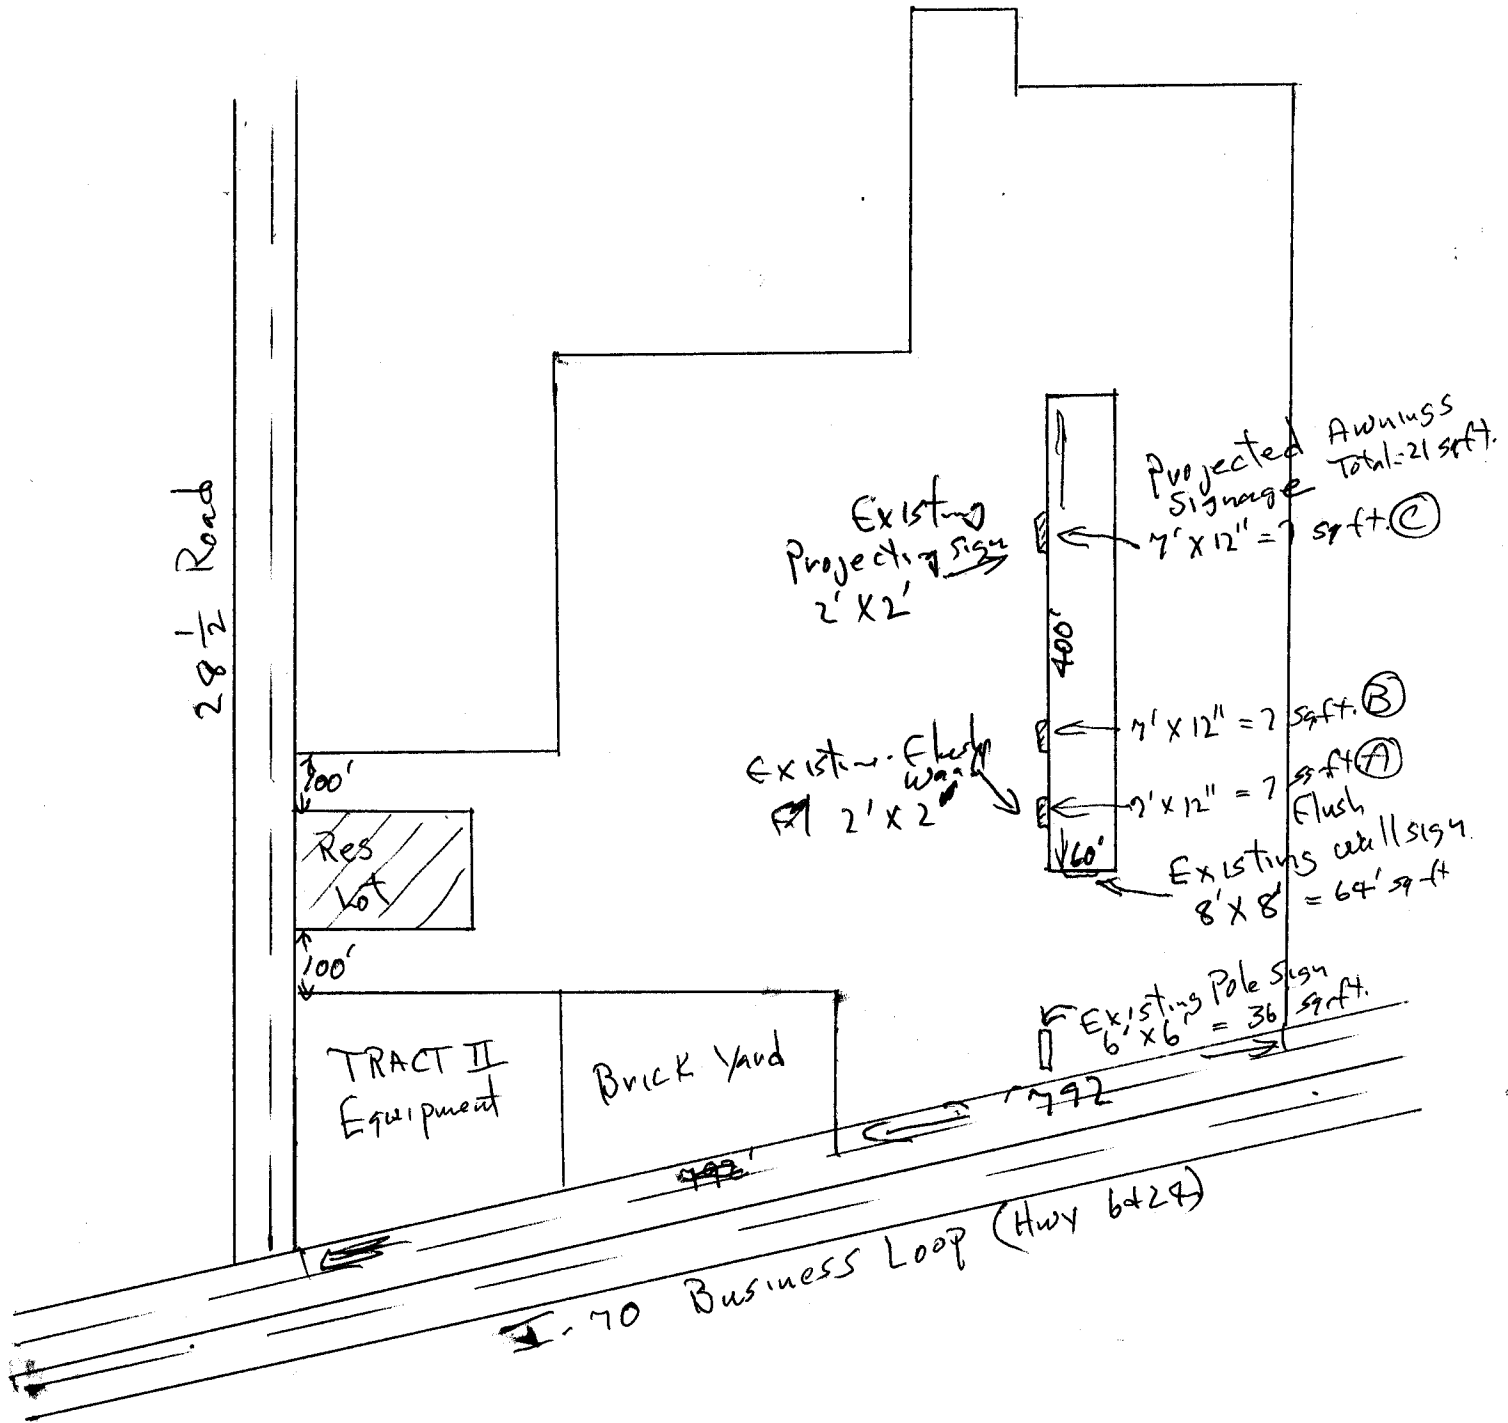 Awnings
Total=21 sqft.
Projected
Signage
7' X 12" = 7 sqft. C
Existing
Projecting Sign
2' X 2'
28 1/2 Road
400'
7' X 12" = 7 sqft. B
7' X 12" = 7 sqft A
Existing Flush
2' X 2'
100'
Res
Lot
100'
60'
Flush
Existing wall sign
8' X 8' = 64' sqft
Existing Pole Sign
6' X 6' = 36 sqft.
TRACT II
Equipment
Brick Yard
792'
792'
I-70 Business Loop (Hwy 6+24)